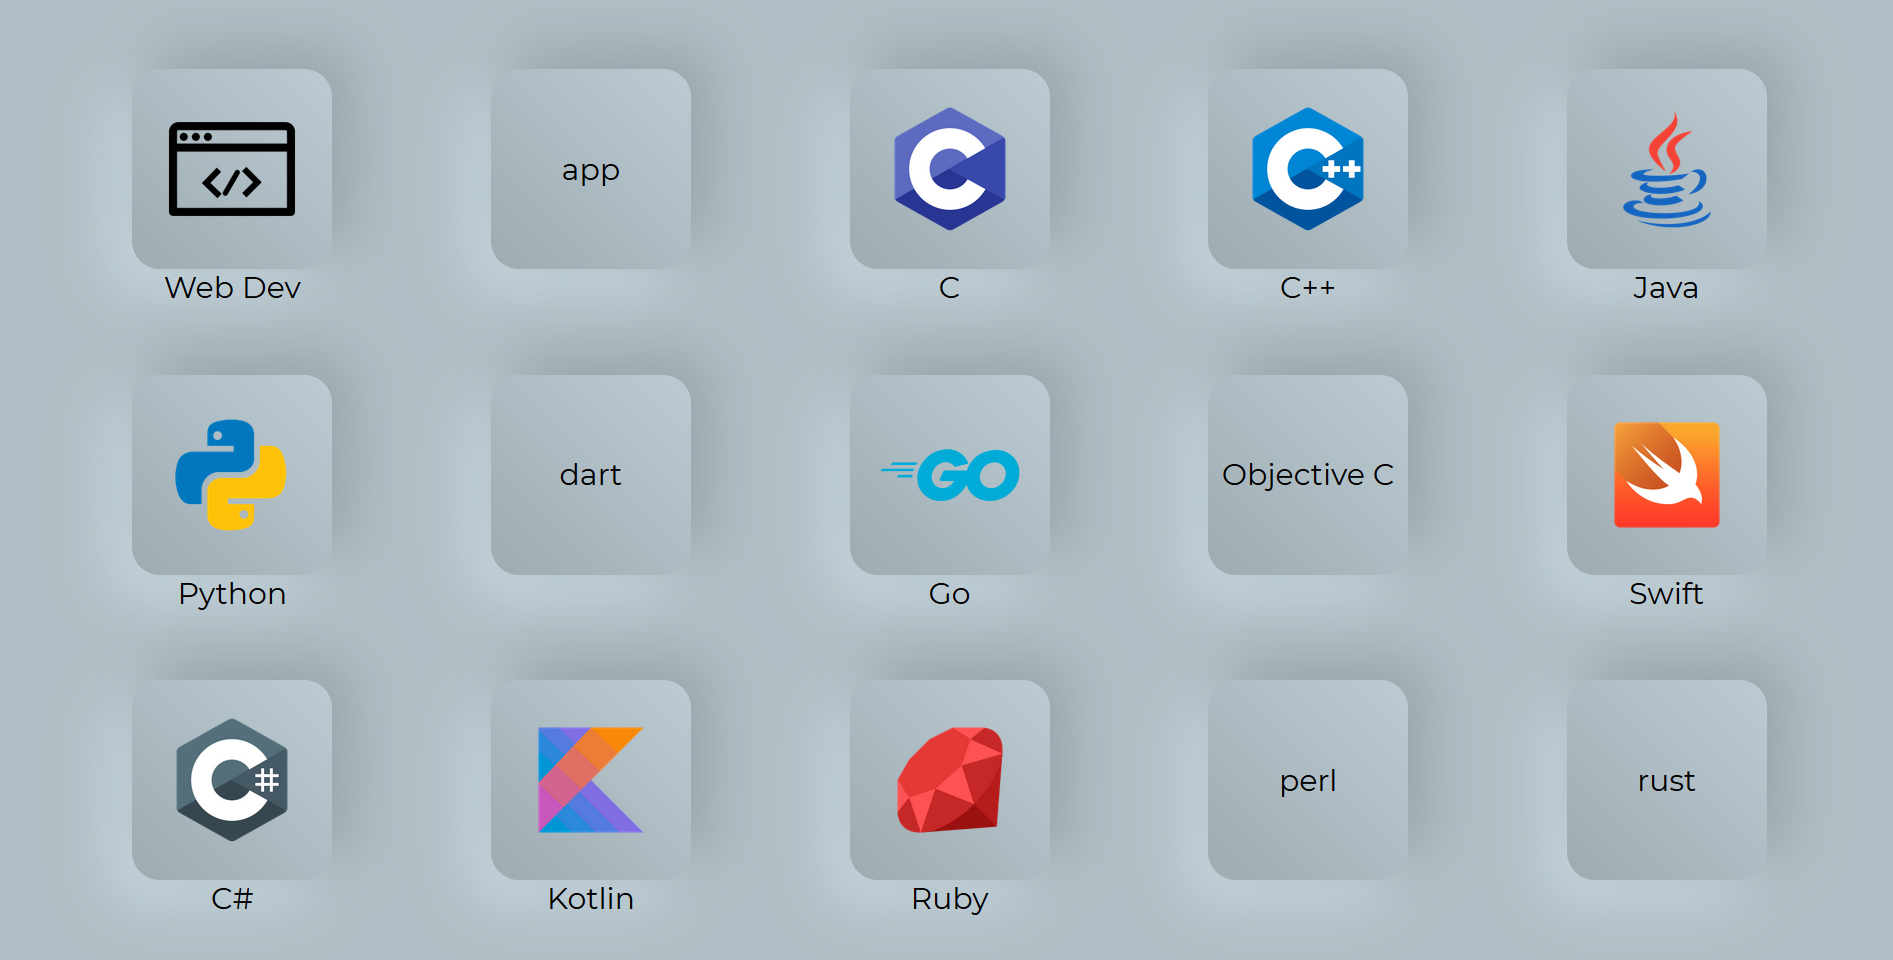 </>
app
C
C++
Web Dev
C
C++
Java
dart
GO
Objective C
Python
Go
Swift
C#
perl
rust
C#
Kotlin
Ruby